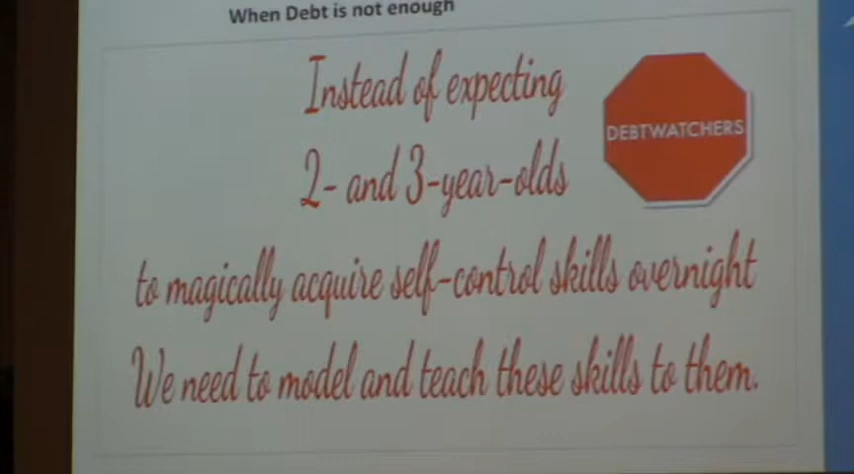 When Debt is not enough
Instead of expecting
2- and 3-year-olds
DEBTWATCHERS
to magically acquire self-control skills overnight
We need to model and teach these skills to them.